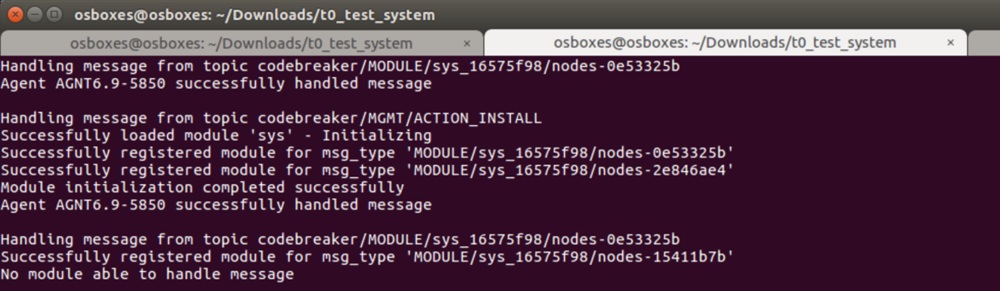 osboxes@osboxes: ~/Downloads/t0_test_system
osboxes@osboxes: ~/Downloads/t0_test_system × osboxes@osboxes: ~/Downloads/t0_test_system ×
Handling message from topic codebreaker/MODULE/sys_16575f98/nodes-0e53325b
Agent AGNT6.9-5850 successfully handled message
Handling message from topic codebreaker/MGMT/ACTION_INSTALL
Successfully loaded module 'sys' - Initializing
Successfully registered module for msg_type 'MODULE/sys_16575f98/nodes-0e53325b'
Successfully registered module for msg_type 'MODULE/sys_16575f98/nodes-2e846ae4'
Module initialization completed successfully
Agent AGNT6.9-5850 successfully handled message
Handling message from topic codebreaker/MODULE/sys_16575f98/nodes-0e53325b
Successfully registered module for msg_type 'MODULE/sys_16575f98/nodes-15411b7b'
No module able to handle message